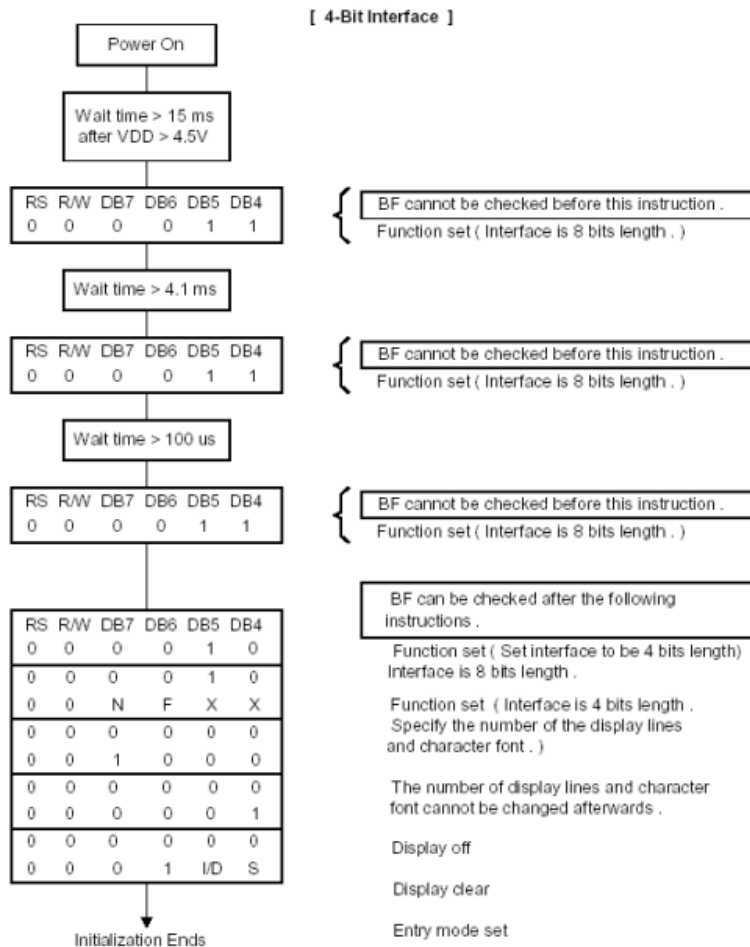 [ 4-Bit Interface ]
Power On
Wait time > 15 ms
after VDD > 4.5V
RS R/W DB7 DB6 DB5 DB4
0 0 0 0 1 1
BF cannot be checked before this instruction .
Function set ( Interface is 8 bits length . )
Wait time > 4.1 ms
RS R/W DB7 DB6 DB5 DB4
0 0 0 0 1 1
BF cannot be checked before this instruction .
Function set ( Interface is 8 bits length . )
Wait time > 100 us
RS R/W DB7 DB6 DB5 DB4
0 0 0 0 1 1
BF cannot be checked before this instruction .
Function set ( Interface is 8 bits length . )
RS R/W DB7 DB6 DB5 DB4
0 0 0 0 1 0
0 0 0 0 1 0
0 0 N F X X
0 0 0 0 0 0
0 0 1 0 0 0
0 0 0 0 0 0
0 0 0 0 0 1
0 0 0 0 0 0
0 0 0 1 I/D S
Initialization Ends
BF can be checked after the following
instructions .
Function set ( Set interface to be 4 bits length)
Interface is 8 bits length .
Function set ( Interface is 4 bits length .
Specify the number of the display lines
and character font . )
The number of display lines and character
font cannot be changed afterwards .
Display off
Display clear
Entry mode set